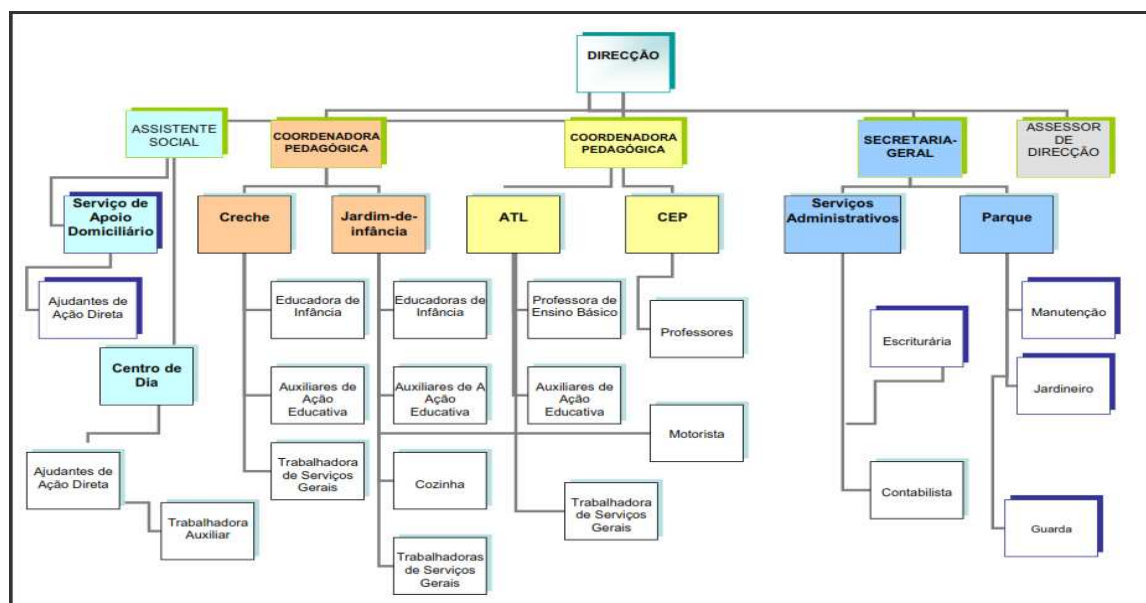 DIRECÇÃO
ASSISTENTE
SOCIAL
COORDENADORA
PEDAGÓGICA
COORDENADORA
PEDAGÓGICA
SECRETARIA-
GERAL
ASSESSOR
DE
DIRECÇÃO
Serviço de
Apoio
Domiciliário
Creche
Jardim-de-
infância
ATL
CEP
Serviços
Administrativos
Parque
Ajudantes de
Ação Direta
Educadora de
Infância
Educadoras de
Infância
Professora de
Ensino Básico
Professores
Escriturária
Manutenção
Centro de
Dia
Auxiliares de
Ação
Educativa
Auxiliares de A
Ação
Educativa
Auxiliares de
Ação
Educativa
Jardineiro
Motorista
Ajudantes de
Ação Direta
Trabalhadora
de Serviços
Gerais
Cozinha
Contabilista
Trabalhadora
Auxiliar
Trabalhadora
de Serviços
Gerais
Guarda
Trabalhadoras
de Serviços
Gerais